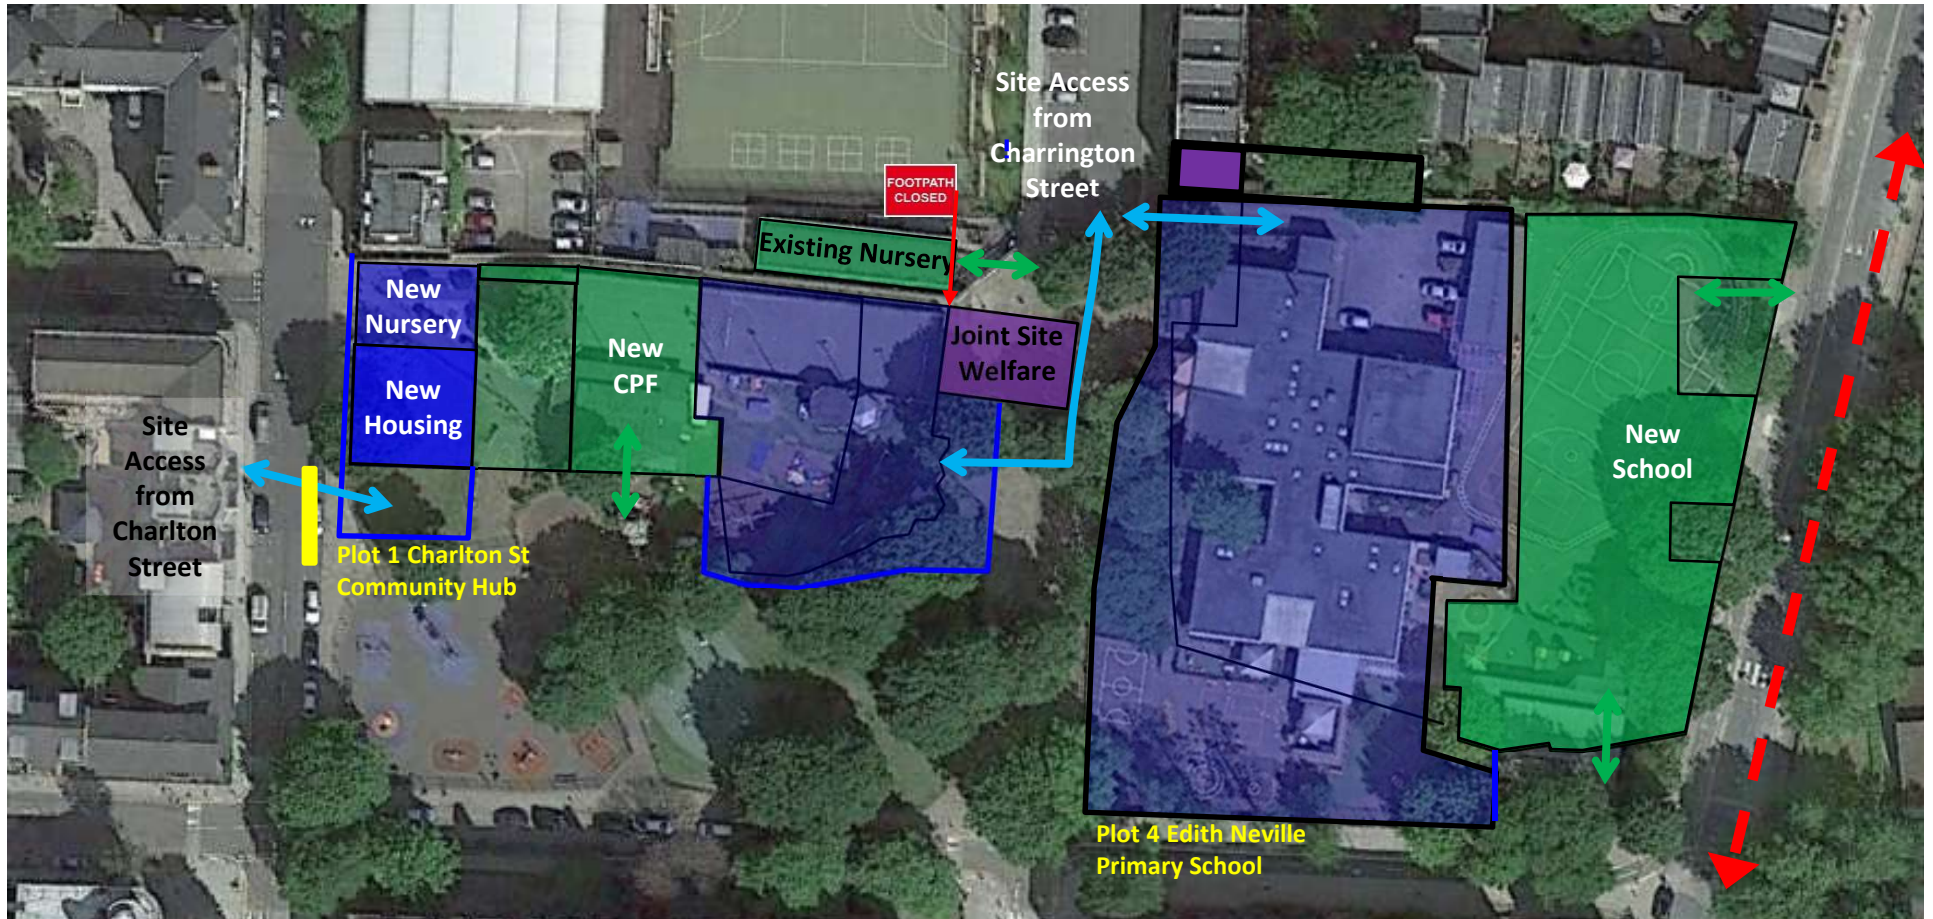 Site Access
from
Charrington
Street
FOOTPATH
CLOSED
Existing Nursery
New
Nursery
New
Housing
New
CPF
Joint Site
Welfare
New
School
Site
Access
from
Charlton
Street
Plot 1 Charlton St
Community Hub
Plot 4 Edith Neville
Primary School